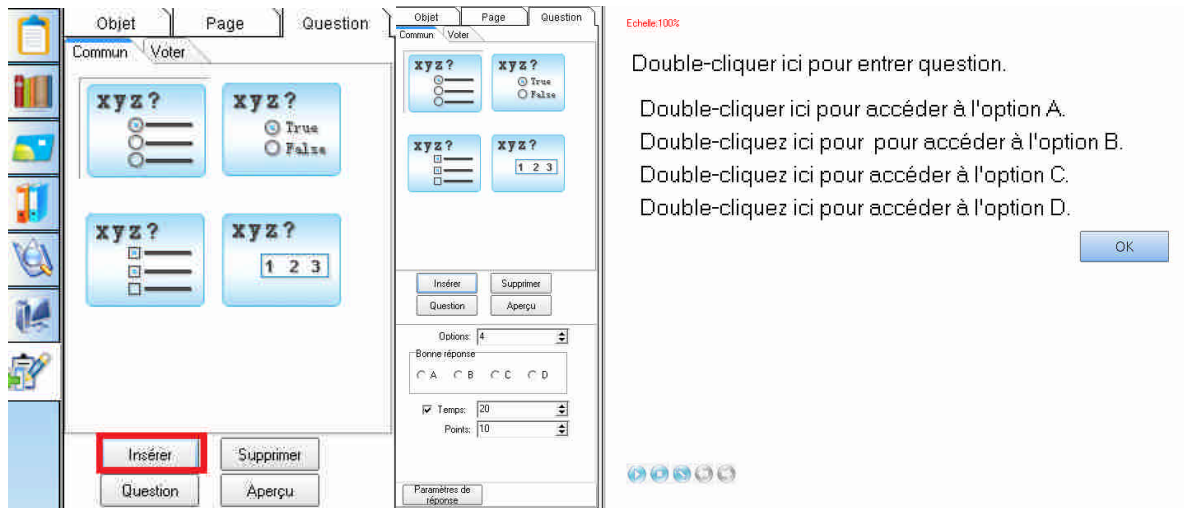 Objet Page Question
Commun Voter
xyz?
xyz?
True
False
xyz?
xyz?
1 2 3
Insérer Supprimer
Question Aperçu
Objet Page Question
Commun Voter
xyz?
xyz?
True
False
xyz?
xyz?
1 2 3
Insérer Supprimer
Question Aperçu
Options: 4
Bonne réponse
A B C D
Temps: 20
Points: 10
Paramètres de
réponse
Echelle:100%
Double-cliquer ici pour entrer question.
Double-cliquer ici pour accéder à l'option A.
Double-cliquez ici pour pour accéder à l'option B.
Double-cliquez ici pour accéder à l'option C.
Double-cliquez ici pour accéder à l'option D.
OK